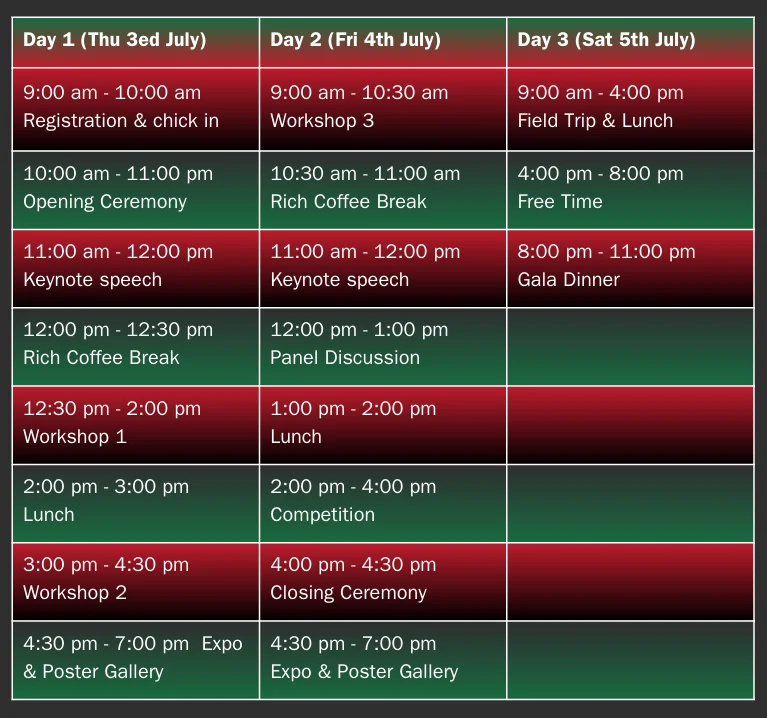 Day 1 (Thu 3ed July)
Day 2 (Fri 4th July)
Day 3 (Sat 5th July)
9:00 am - 10:00 am
Registration & chick in
9:00 am - 10:30 am
Workshop 3
9:00 am - 4:00 pm
Field Trip & Lunch
10:00 am - 11:00 pm
Opening Ceremony
10:30 am - 11:00 am
Rich Coffee Break
4:00 pm - 8:00 pm
Free Time
11:00 am - 12:00 pm
Keynote speech
11:00 am - 12:00 pm
Keynote speech
8:00 pm - 11:00 pm
Gala Dinner
12:00 pm - 12:30 pm
Rich Coffee Break
12:00 pm - 1:00 pm
Panel Discussion
12:30 pm - 2:00 pm
Workshop 1
1:00 pm - 2:00 pm
Lunch
2:00 pm - 3:00 pm
Lunch
2:00 pm - 4:00 pm
Competition
3:00 pm - 4:30 pm
Workshop 2
4:00 pm - 4:30 pm
Closing Ceremony
4:30 pm - 7:00 pm  Expo
& Poster Gallery
4:30 pm - 7:00 pm
Expo & Poster Gallery